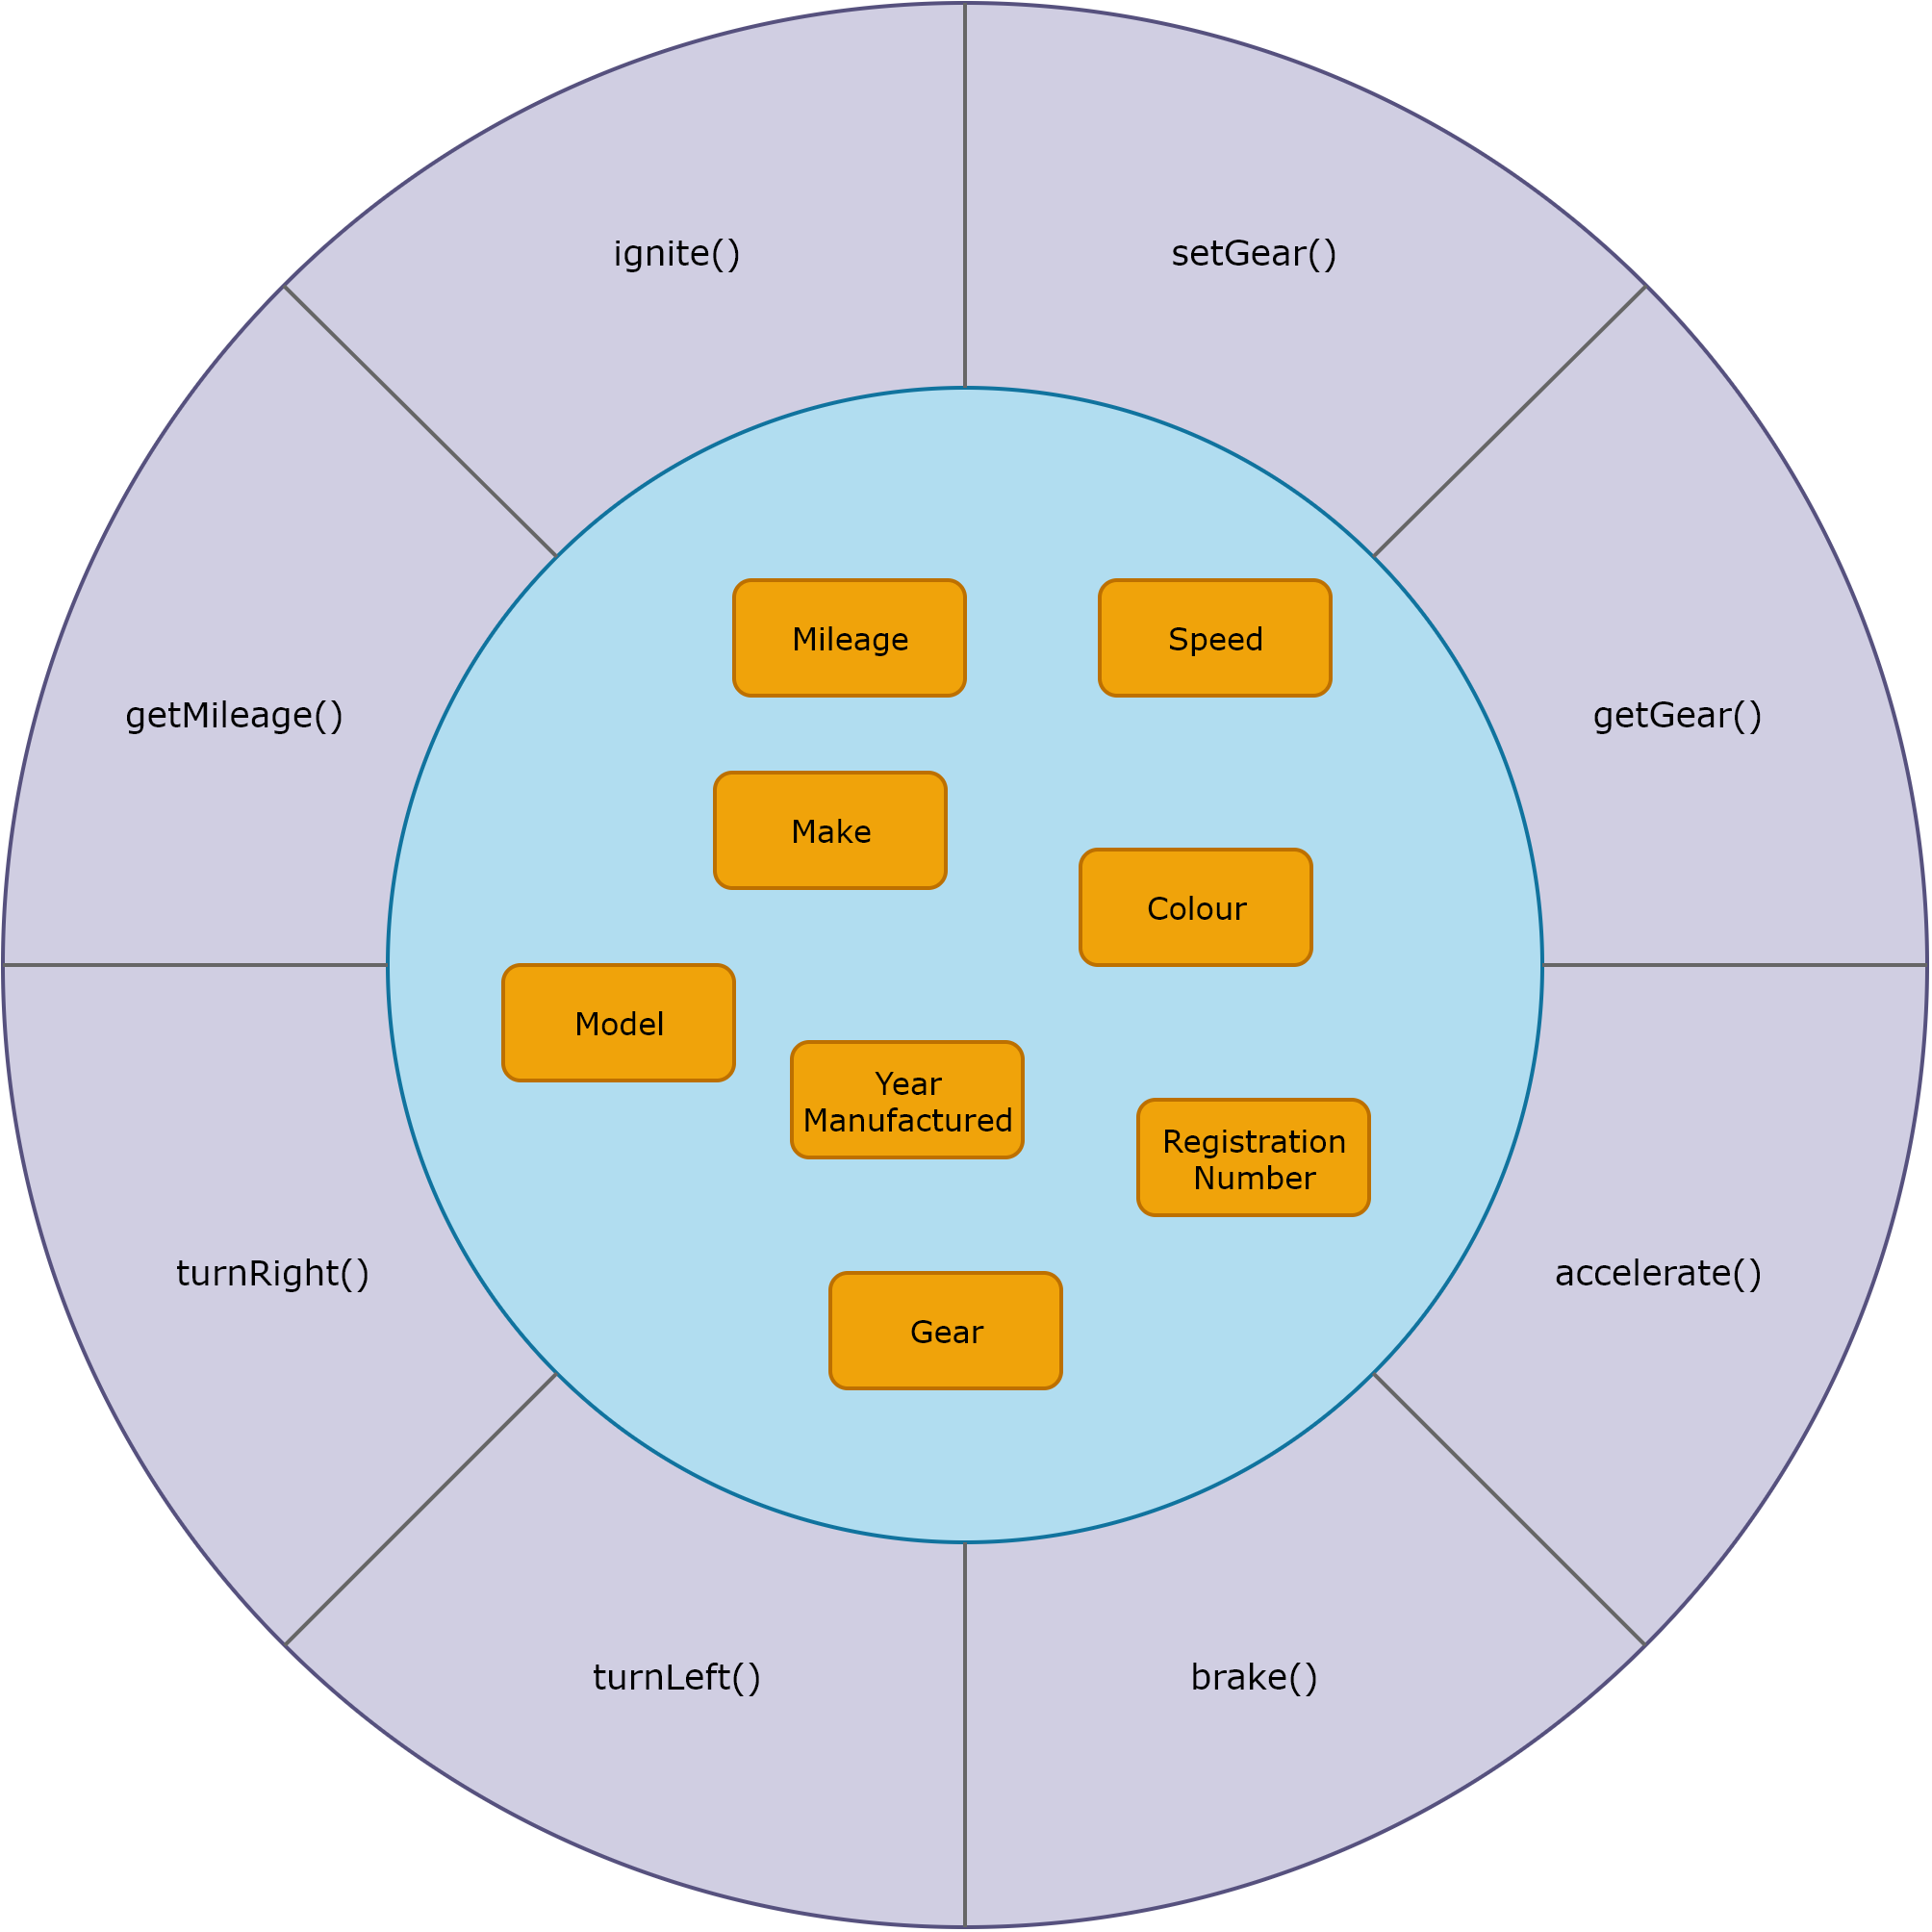 ignite()
setGear()
Mileage
Speed
getMileage()
getGear()
Make
Colour
Model
Year
Manufactured
Registration
Number
turnRight()
accelerate()
Gear
turnLeft()
brake()